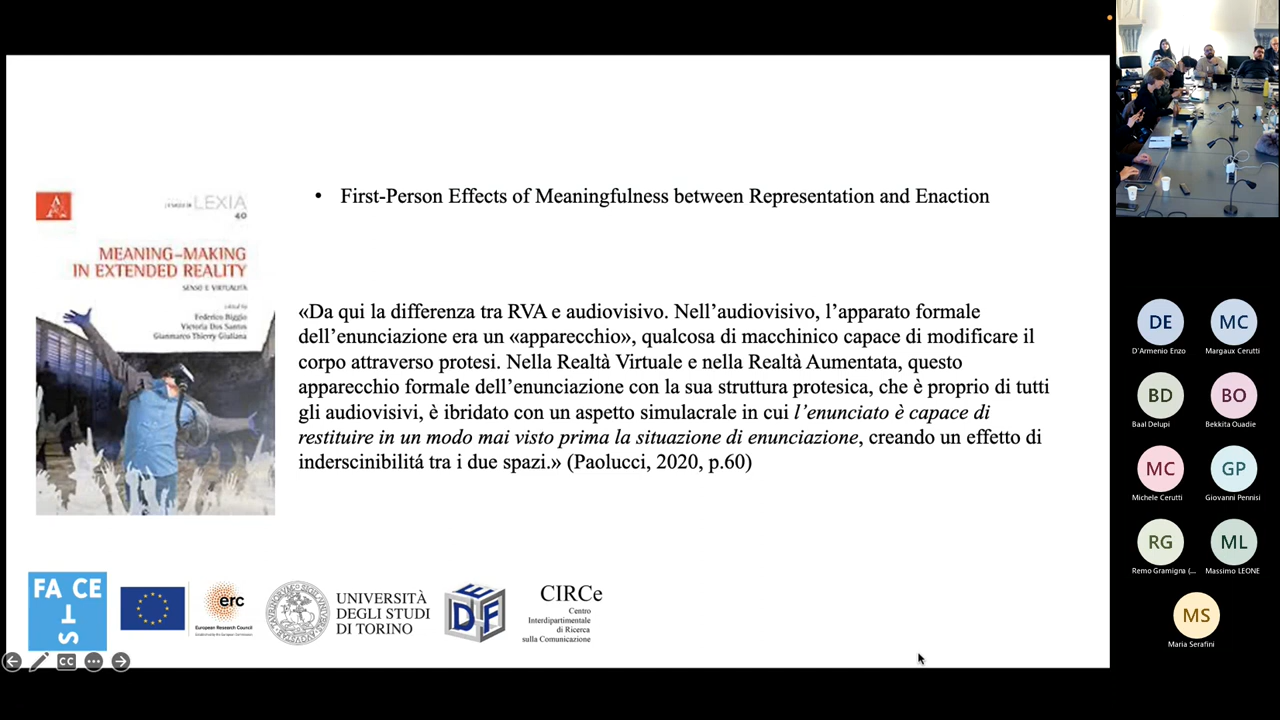 • First-Person Effects of Meaningfulness between Representation and Enaction
LEXIA
40
MEANING–MAKING
IN EXTENDED REALITY
SENSO E VIRTUALITÀ
Federico Biggio
Victoria Dos Santos
Gianmarco Thierry Giuliana
«Da qui la differenza tra RVA e audiovisivo. Nell’audiovisivo, l’apparato formale
dell’enunciazione era un «apparecchio», qualcosa di macchinico capace di modificare il
corpo attraverso protesi. Nella Realtà Virtuale e nella Realtà Aumentata, questo
apparecchio formale dell’enunciazione con la sua struttura protesica, che è proprio di tutti
gli audiovisivi, è ibridato con un aspetto simulacrale in cui l’enunciato è capace di
restituire in un modo mai visto prima la situazione di enunciazione, creando un effetto di
inderscinibilitá tra i due spazi.» (Paolucci, 2020, p.60)
FA CE
TS
erc
European Research Council
UNIVERSITÀ
DEGLI STUDI
DI TORINO
CIRCe
Centro
Interdipartimentale
di Ricerca
sulla Comunicazione
CC
DE
MC
D'Armenio Enzo
Margaux Cerutti
BD
BO
Baal Delupi
Bekkita Ouadie
MC
GP
Michele Cerutti
Giovanni Pennisi
RG
ML
Remo Gramigna (...
Massimo LEONE
MS
Maria Serafini